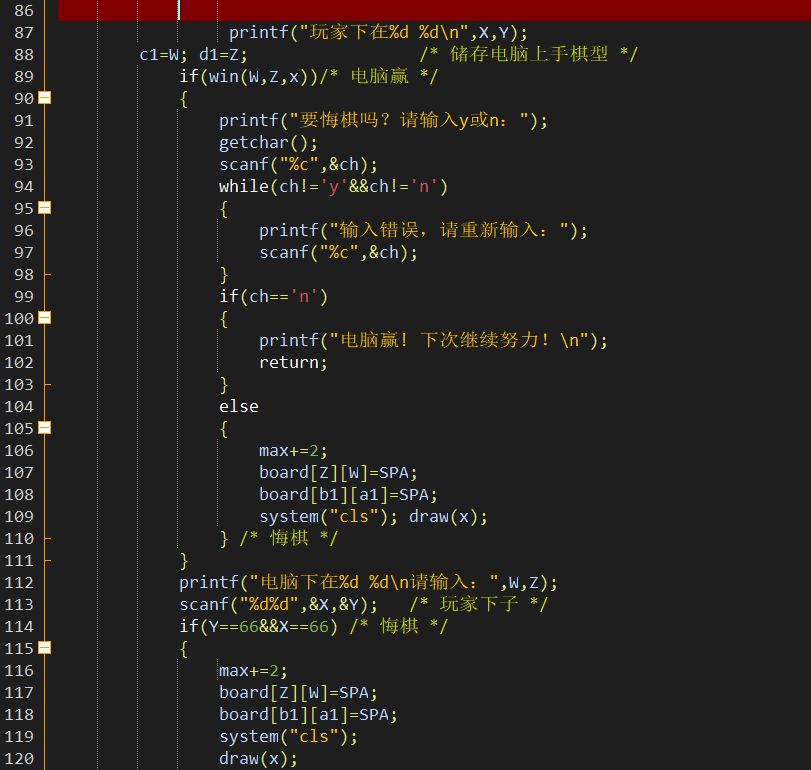 86
87 printf("玩家下在%d %d\n",X,Y);
88 c1=W; d1=Z; /* 储存电脑上手棋型 */
89 if(win(W,Z,x))/* 电脑赢 */
90 {
91 printf("要悔棋吗？请输入y或n：");
92 getchar();
93 scanf("%c",&ch);
94 while(ch!='y'&&ch!='n')
95 {
96 printf("输入错误，请重新输入：");
97 scanf("%c",&ch);
98 }
99 if(ch=='n')
100 {
101 printf("电脑赢！下次继续努力！\n");
102 return;
103 }
104 else
105 {
106 max+=2;
107 board[Z][W]=SPA;
108 board[b1][a1]=SPA;
109 system("cls"); draw(x);
110 } /* 悔棋 */
111 }
112 printf("电脑下在%d %d\n请输入：",W,Z);
113 scanf("%d%d",&X,&Y); /* 玩家下子 */
114 if(Y==66&&X==66) /* 悔棋 */
115 {
116 max+=2;
117 board[Z][W]=SPA;
118 board[b1][a1]=SPA;
119 system("cls");
120 draw(x);